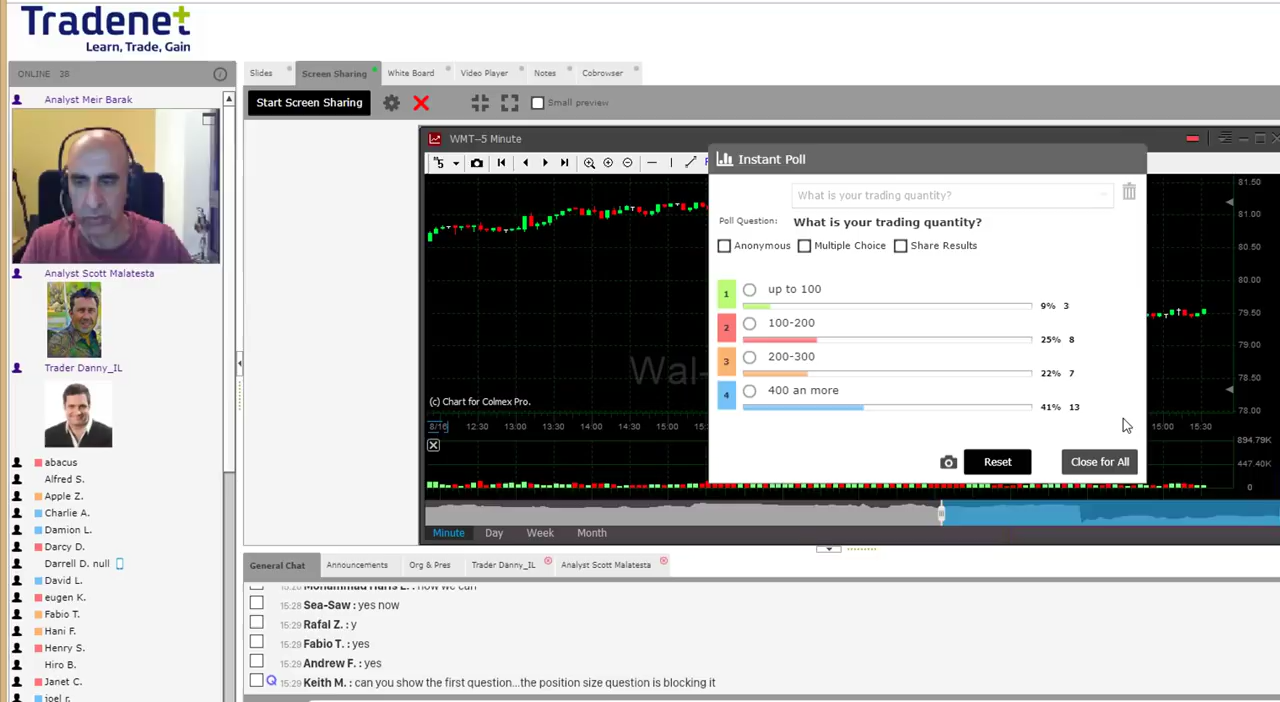 Tradenet
Learn, Trade, Gain
ONLINE 38
Analyst Meir Barak
Analyst Scott Malatesta
Trader Danny_IL
abacus
Alfred S.
Apple Z.
Charlie A.
Damion L.
Darcy D.
Darrell D. null
David L.
eugen K.
Fabio T.
Hani F.
Henry S.
Hiro B.
Janet C.
joel r.
Slides
Screen Sharing
White Board
Video Player
Notes
Cobrowser
Start Screen Sharing
Small preview
WMT--5 Minute
5
Instant Poll
What is your trading quantity?
Poll Question: What is your trading quantity?
Anonymous Multiple Choice Share Results
1 up to 100
9% 3
2 100-200
25% 8
3 200-300
22% 7
4 400 an more
41% 13
Reset
Close for All
81.50
81.00
80.50
80.00
79.50
79.00
78.50
78.00
894.79K
447.40K
0
Wal-
(c) Chart for Colmex Pro.
8/16 12:30 13:00 13:30 14:00 14:30 15:00 15:00 15:30
Minute Day Week Month
General Chat
Announcements
Org & Pres
Trader Danny_IL
Analyst Scott Malatesta
15:28 Sea-Saw : yes now
15:29 Rafal Z. : y
15:29 Fabio T. : yes
15:29 Andrew F. : yes
Q 15:29 Keith M. : can you show the first question...the position size question is blocking it